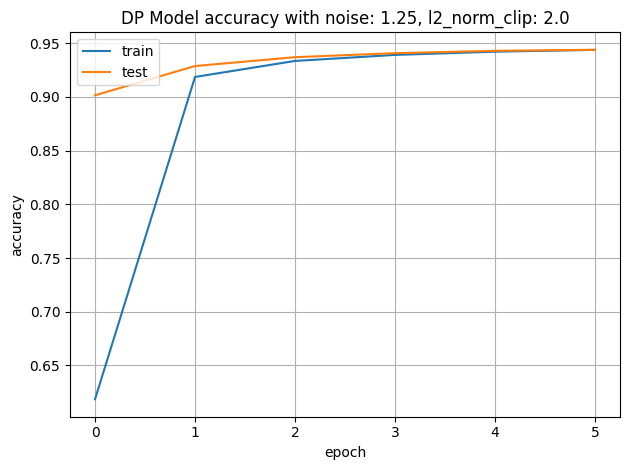 DP Model accuracy with noise: 1.25, l2_norm_clip: 2.0
train
test
0.95
0.90
0.85
0.80
0.75
0.70
0.65
accuracy
0 1 2 3 4 5
epoch